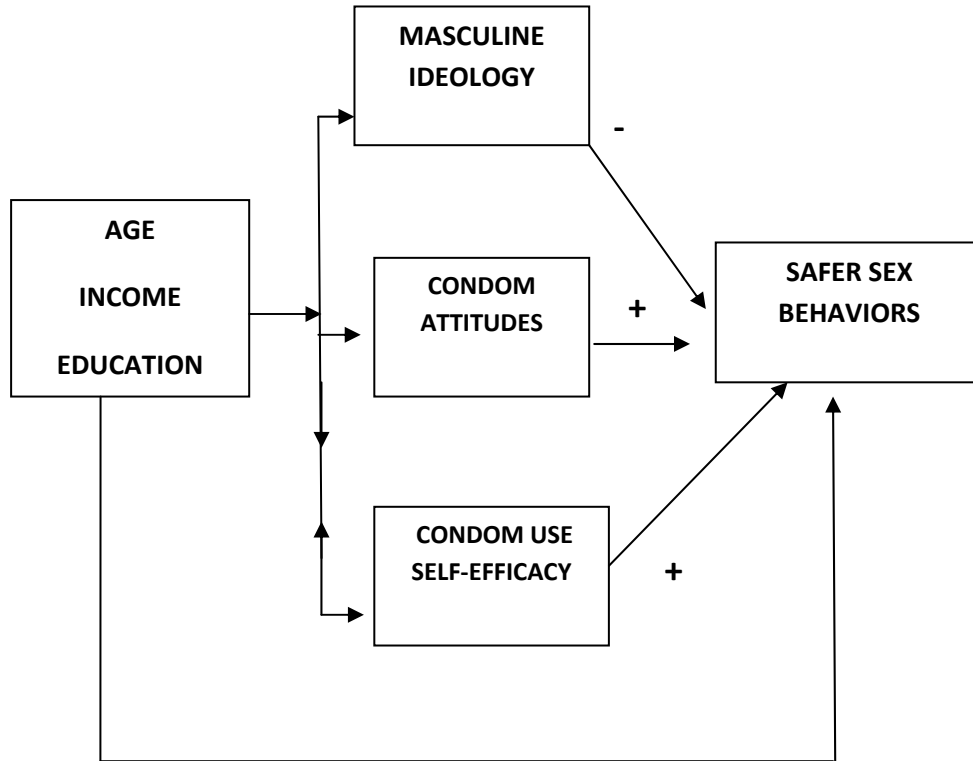 MASCULINE
IDEOLOGY
-
AGE
INCOME
EDUCATION
CONDOM
ATTITUDES
+
SAFER SEX
BEHAVIORS
CONDOM USE
SELF-EFFICACY
+